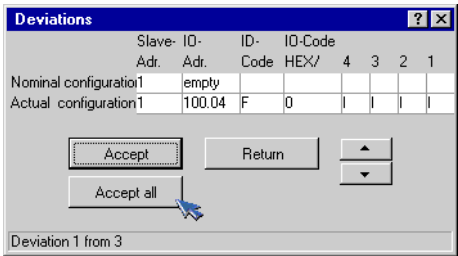 Deviations
Slave- IO- ID- IO-Code
Adr. Adr. Code HEX/ 4 3 2 1
Nominal configuratior 1 empty
Actual configuration 1 100.04 F 0 I I I I
Accept Return
Accept all
Deviation 1 from 3